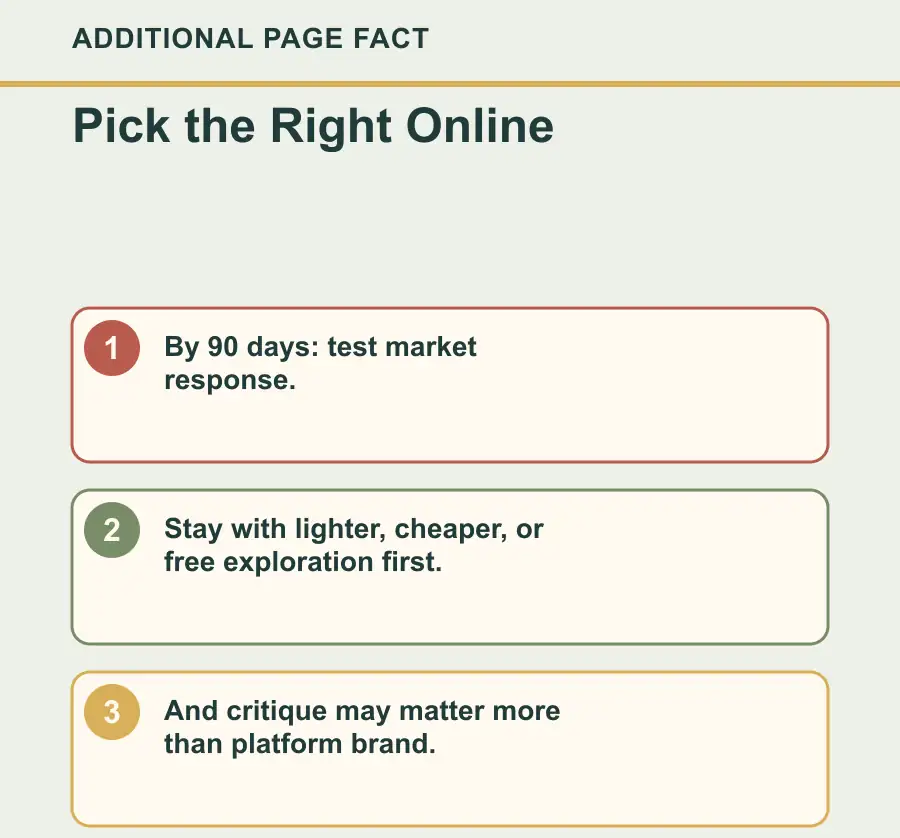 ADDITIONAL PAGE FACT
Pick the Right Online
1
By 90 days: test market
response.
2
Stay with lighter, cheaper, or
free exploration first.
3
And critique may matter more
than platform brand.